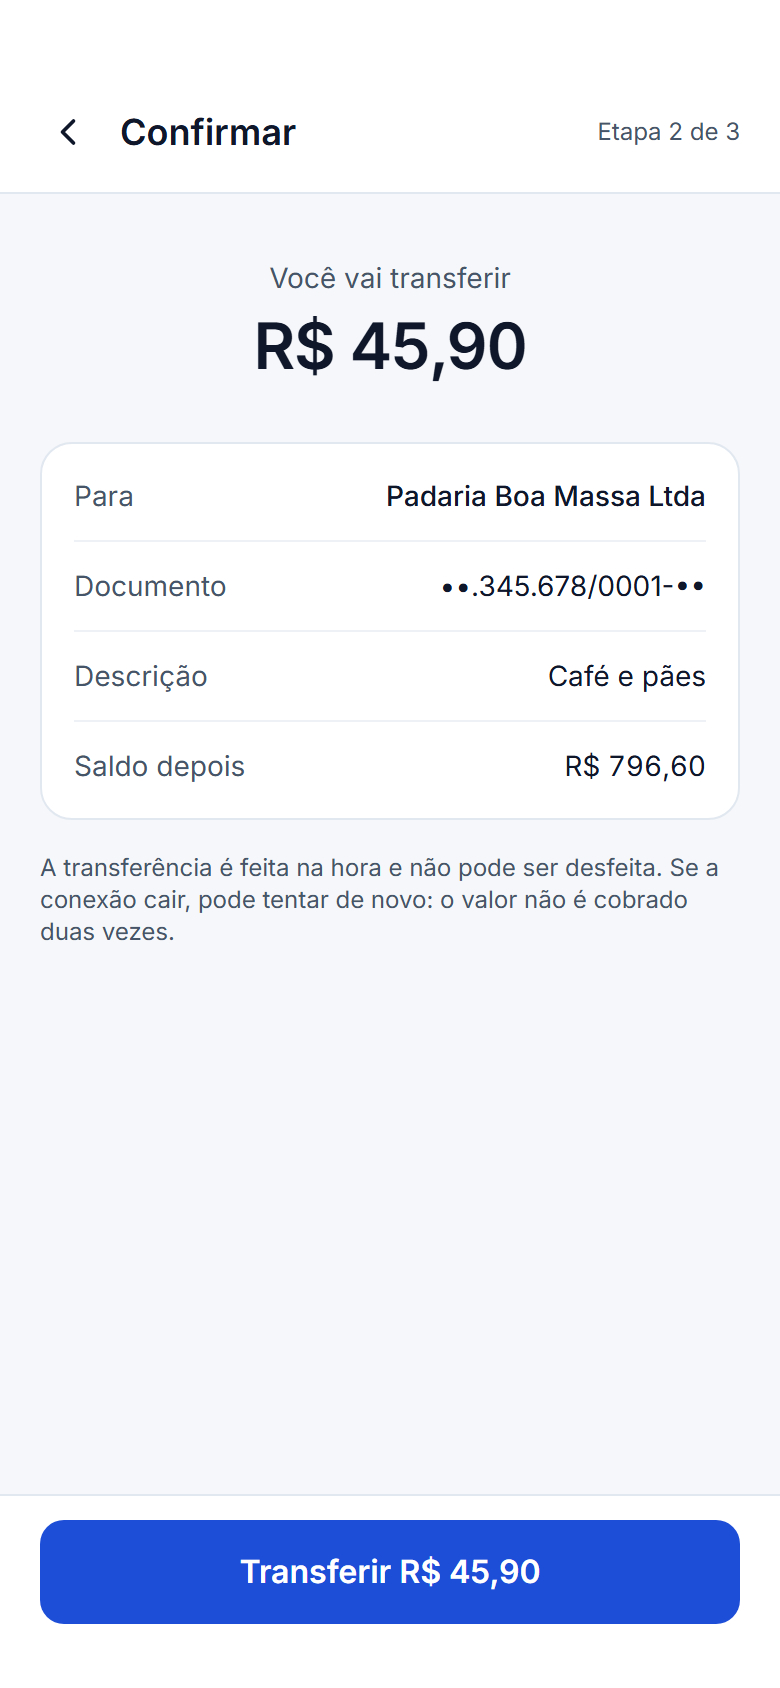 Confirmar
Etapa 2 de 3
Você vai transferir
R$ 45,90
Para
Padaria Boa Massa Ltda
Documento
••.345.678/0001-••
Descrição
Café e pães
Saldo depois
R$ 796,60
A transferência é feita na hora e não pode ser desfeita. Se a
conexão cair, pode tentar de novo: o valor não é cobrado
duas vezes.
Transferir R$ 45,90